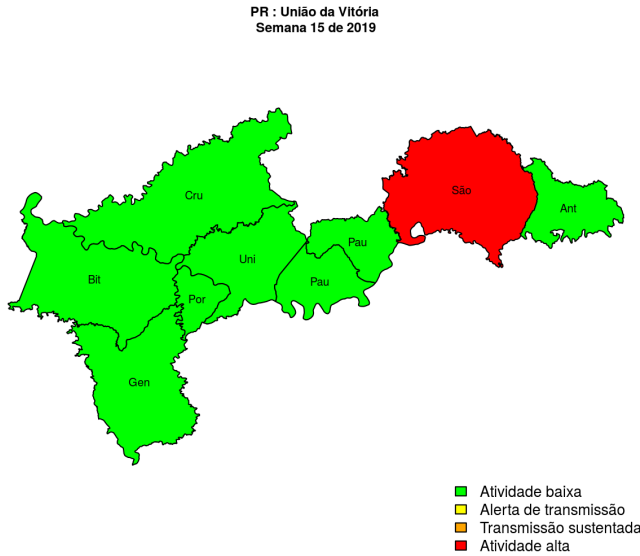 PR : União da Vitória
Semana 15 de 2019
Cru
São
Ant
Pau
Uni
Bit
Pau
Por
Gen
Atividade baixa
Alerta de transmissão
Transmissão sustentada
Atividade alta